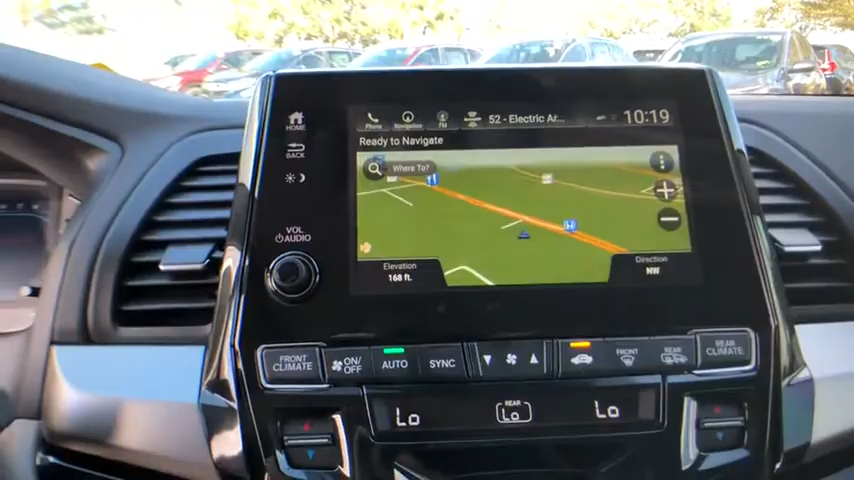 HOME
52 - Electric Ar...
10:19
Phone
Navigation
FM
Ready to Navigate
BACK
Where To?
VOL
AUDIO
Elevation
168 ft
Direction
NW
FRONT
CLIMATE
ON/
OFF
AUTO
SYNC
FRONT
REAR
REAR
CLIMATE
Lo
REAR
Lo
Lo